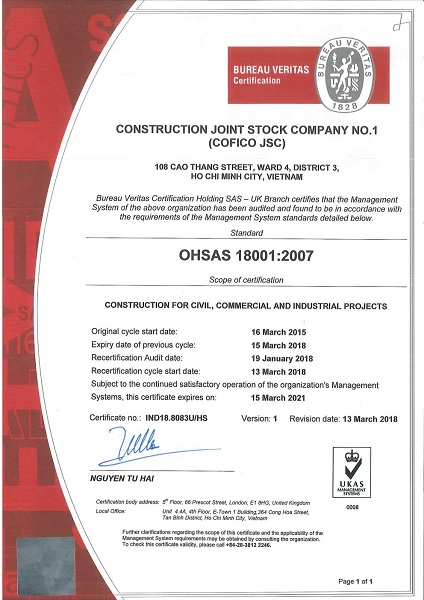 BUREAU VERITAS
Certification
BUREAU VERITAS
1828
CONSTRUCTION JOINT STOCK COMPANY NO.1
(COFICO JSC)
108 CAO THANG STREET, WARD 4, DISTRICT 3,
HO CHI MINH CITY, VIETNAM
Bureau Veritas Certification Holding SAS – UK Branch certifies that the Management
System of the above organization has been audited and found to be in accordance with
the requirements of the Management System standards detailed below.
Standard
OHSAS 18001:2007
Scope of certification
CONSTRUCTION FOR CIVIL, COMMERCIAL AND INDUSTRIAL PROJECTS
Original cycle start date: 16 March 2015
Expiry date of previous cycle: 15 March 2018
Recertification Audit date: 19 January 2018
Recertification cycle start date: 13 March 2018
Subject to the continued satisfactory operation of the organization's Management
Systems, this certificate expires on: 15 March 2021
Certificate no.: IND18.8083U/HS Version: 1 Revision date: 13 March 2018
NGUYEN TU HAI
UKAS
MANAGEMENT
SYSTEMS
0008
Certification body address: 5th Floor, 66 Prescot Street, London, E1 8HG, United Kingdom
Local Office: Unit 4.4A, 4th Floor, E-Town 1 Building,364 Cong Hoa Street,
Tan Binh District, Ho Chi Minh City, Vietnam
Further clarifications regarding the scope of this certificate and the applicability of the
Management System requirements may be obtained by consulting the organization.
To check this certificate validity, please call +84-28-3812 2246.
Page 1 of 1